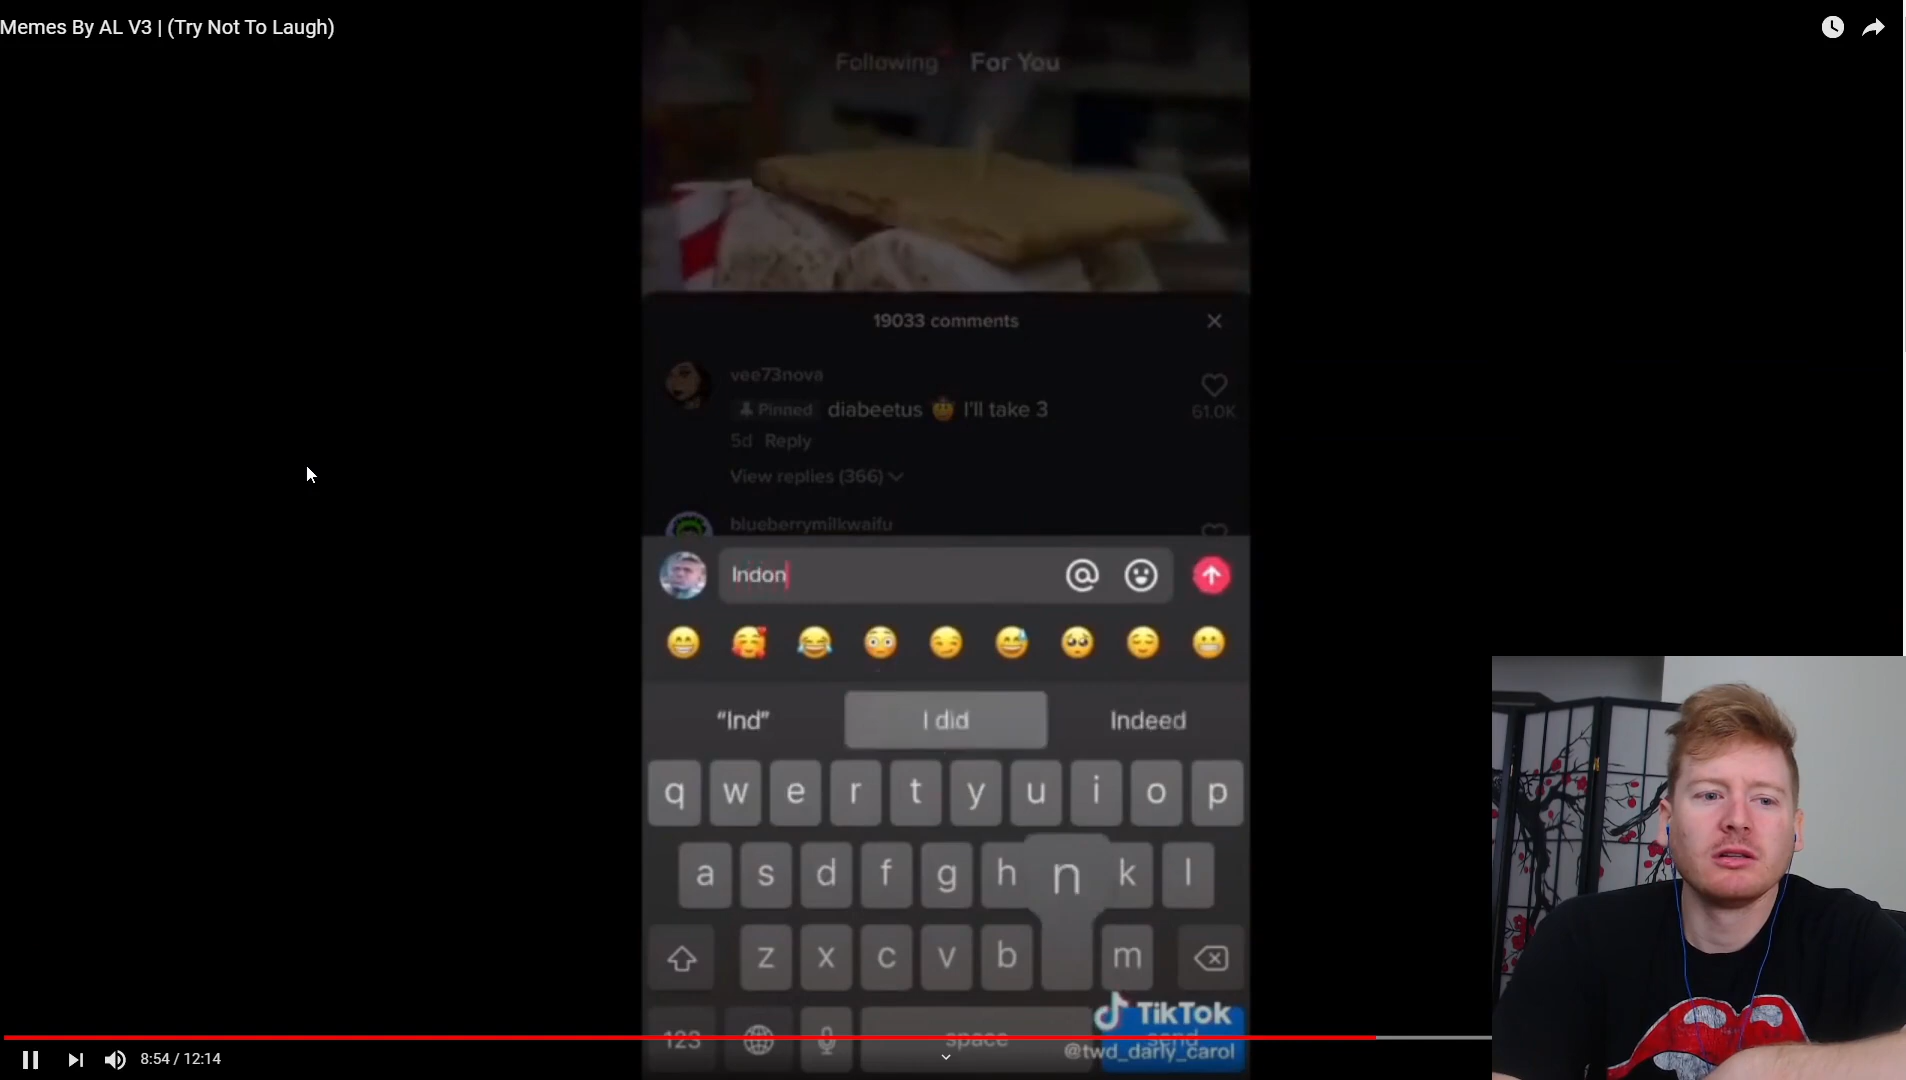 Memes By AL V3 | (Try Not To Laugh)
Following For You
19033 comments
vee73nova
Pinned diabeetus 🤠 I'll take 3
61.0K
5d Reply
View replies (366)
blueberrymilkwaifu
Indon
"Ind" I did Indeed
q w e r t y u i o p
a s d f g h n k l
z x c v b m
123 space send
TikTok
@twd_darly_carol
8:54 / 12:14